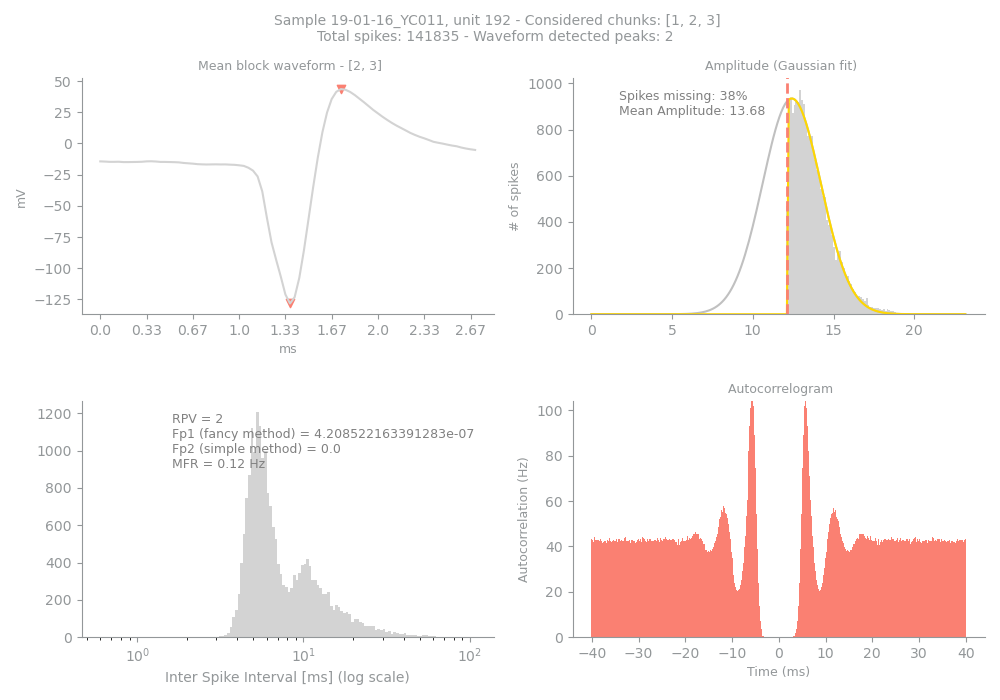 Sample 19-01-16_YC011, unit 192 - Considered chunks: [1, 2, 3]
Total spikes: 141835 - Waveform detected peaks: 2
Mean block waveform - [2, 3]
50
25
0
−25
−50
−75
−100
−125
mV
0.0 0.33 0.67 1.0 1.33 1.67 2.0 2.33 2.67
ms
Amplitude (Gaussian fit)
Spikes missing: 38%
Mean Amplitude: 13.68
1000
800
600
400
200
0
# of spikes
0 5 10 15 20
1200
1000
800
600
400
200
0
RPV = 2
Fp1 (fancy method) = 4.208522163391283e-07
Fp2 (simple method) = 0.0
MFR = 0.12 Hz
10⁰ 10¹ 10²
Inter Spike Interval [ms] (log scale)
Autocorrelogram
100
80
60
40
20
0
Autocorrelation (Hz)
−40 −30 −20 −10 0 10 20 30 40
Time (ms)